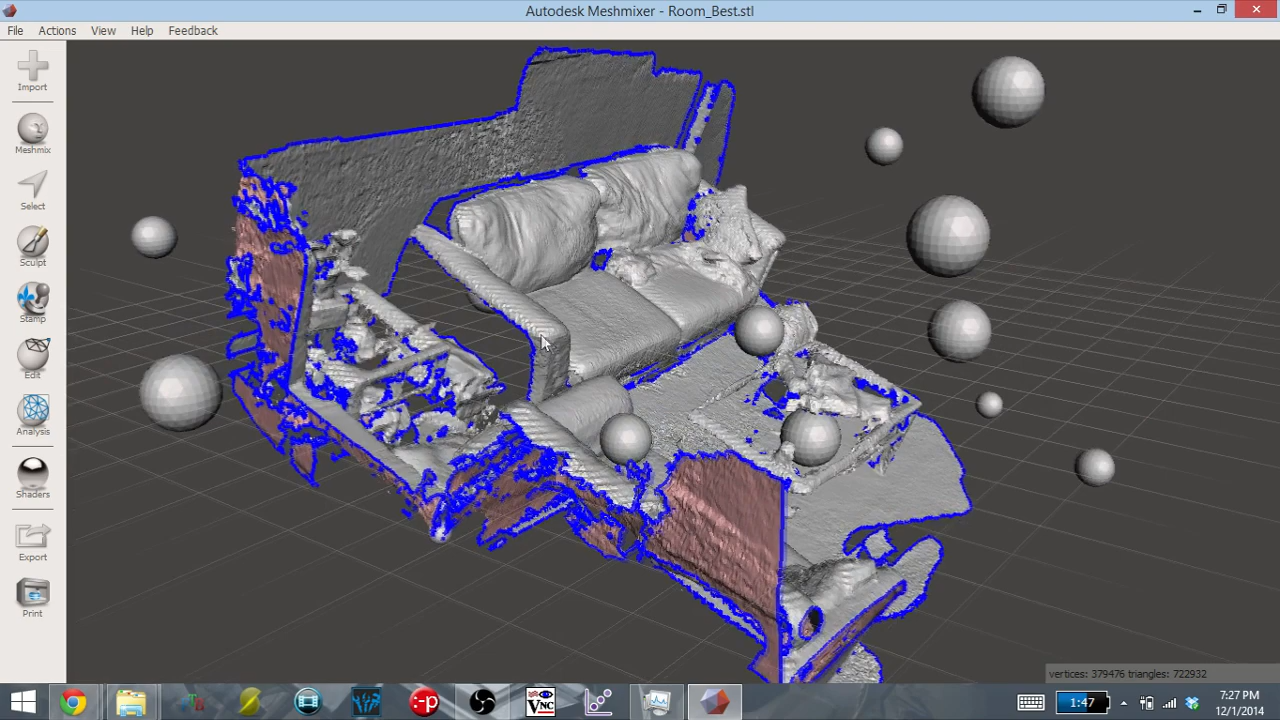 Autodesk Meshmixer - Room_Best.stl
File Actions View Help Feedback
Import
Meshmix
Select
Sculpt
Stamp
Edit
Analysis
Shaders
Export
Print
vertices: 379476 triangles: 722932
:-P
VNC
1:47
7:27 PM
12/1/2014